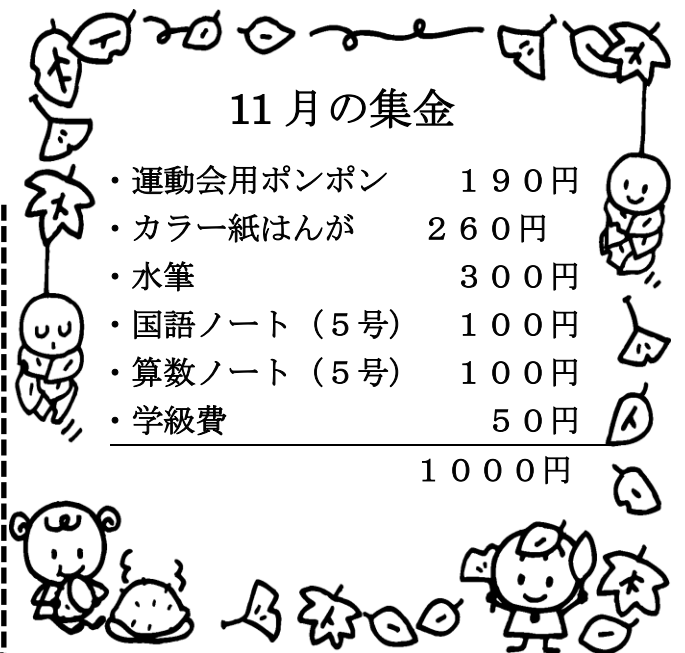 11月の集金
・運動会用ポンポン　　１９０円
・カラー紙はんが　　２６０円
・水筆　　　　　　　　３００円
・国語ノート（５号）　１００円
・算数ノート（５号）　１００円
・学級費　　　　　　　　５０円
１０００円